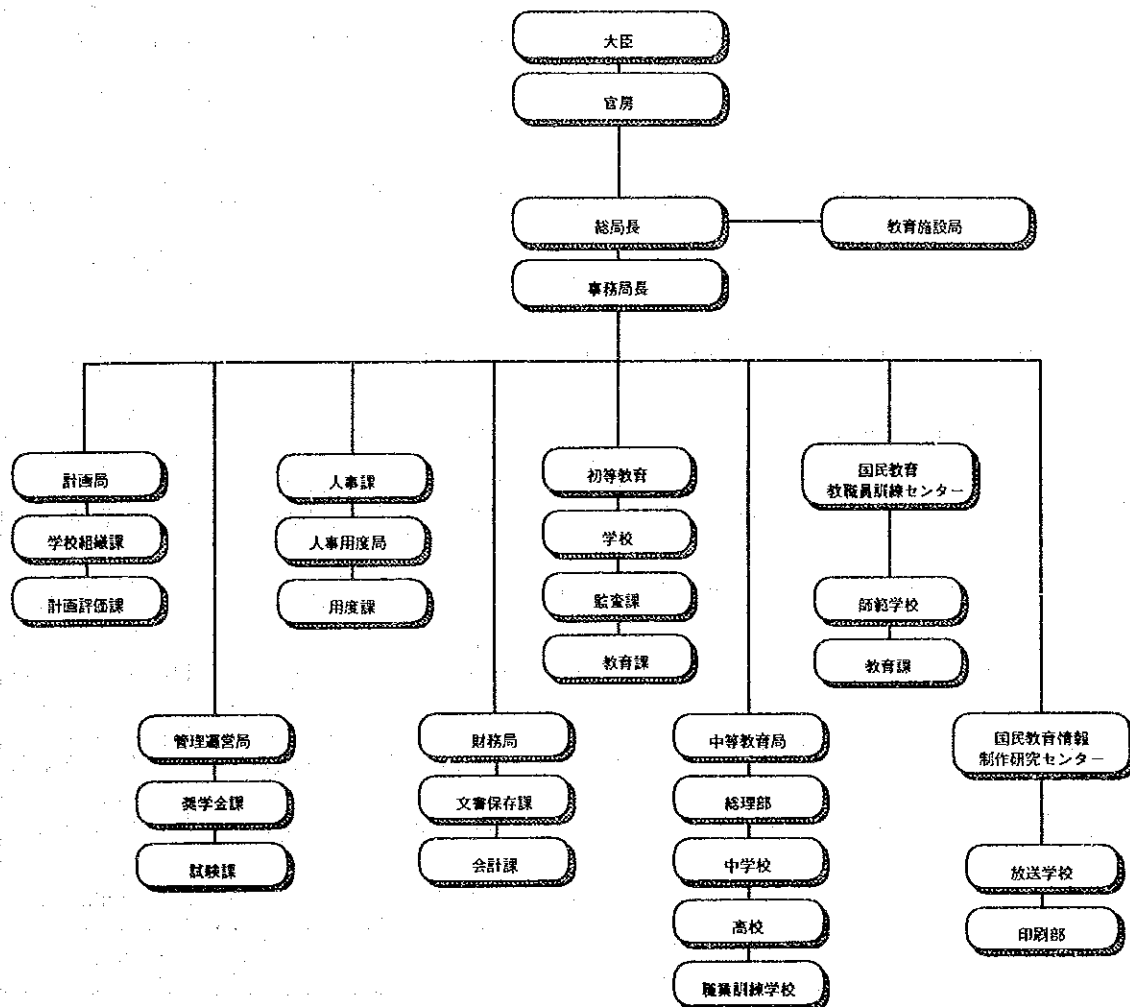 大臣
官房
総局長
教育施設局
事務局長
計画局
学校組織課
計画評価課
人事課
人事用度局
用度課
初等教育
学校
監査課
教育課
国民教育
教職員訓練センター
師範学校
教育課
管理運営局
奨学金課
試験課
財務局
文書保存課
会計課
中等教育局
総理部
中学校
高校
職業訓練学校
国民教育情報
制作研究センター
放送学校
印刷部